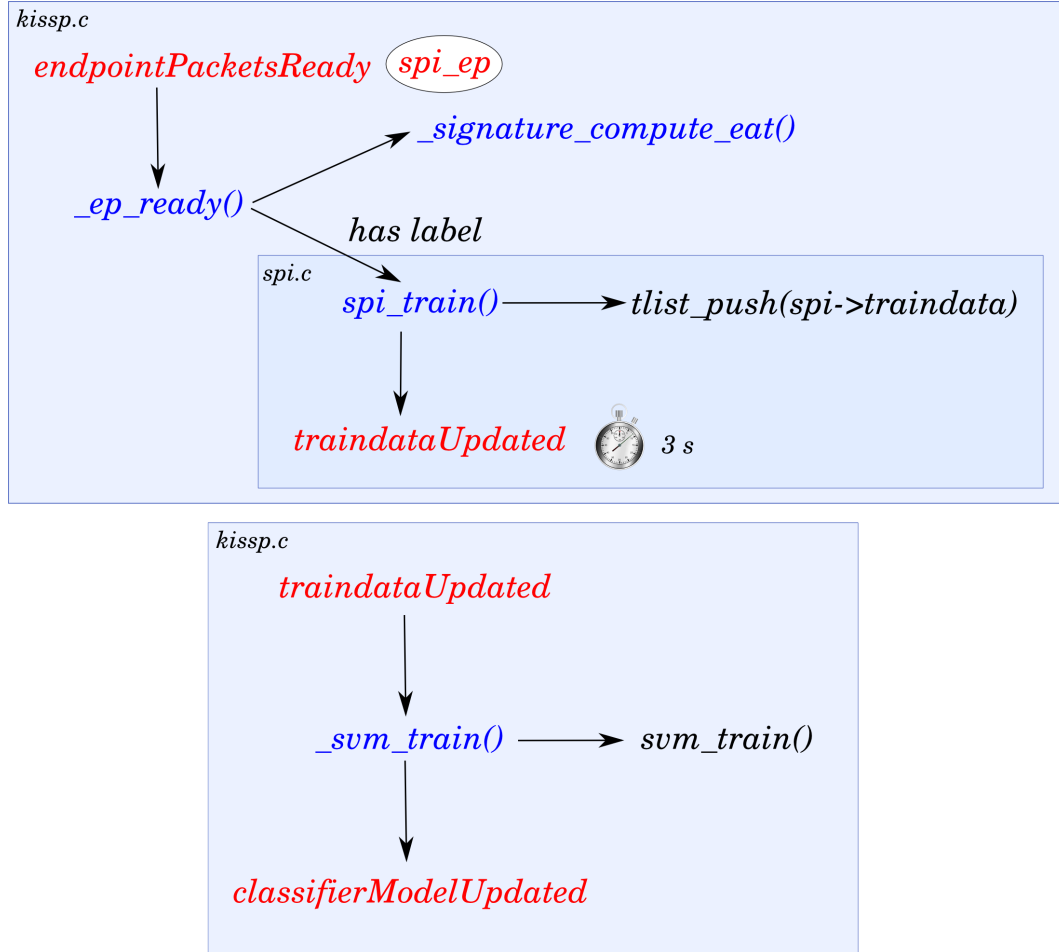 kissp.c
endpointPacketsReady spi_ep
_signature_compute_eat()
_ep_ready()
has label
spi.c
spi_train() tlist_push(spi->traindata)
traindataUpdated 3 s
kissp.c
traindataUpdated
_svm_train() svm_train()
classifierModelUpdated